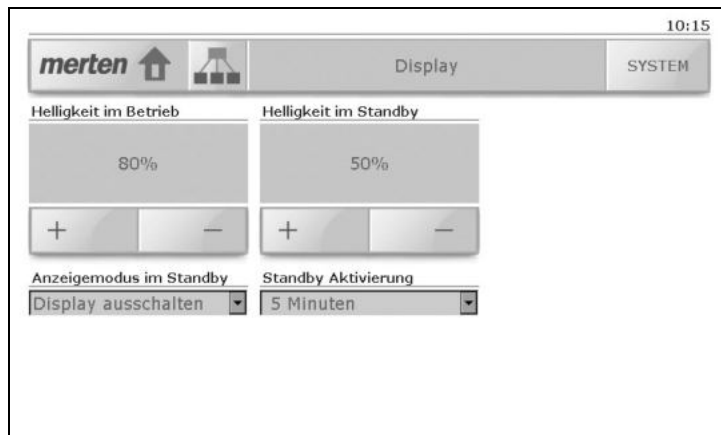 10:15
merten Display SYSTEM
Helligkeit im Betrieb Helligkeit im Standby
80% 50%
+ − + −
Anzeigemodus im Standby Standby Aktivierung
Display ausschalten 5 Minuten